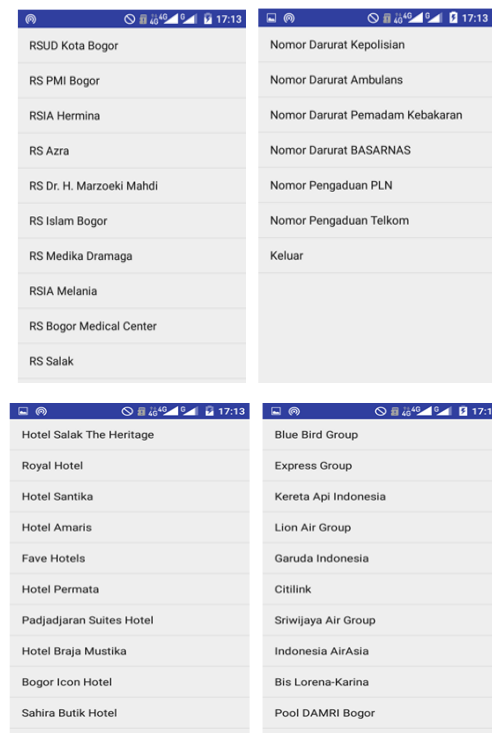 17:13
RSUD Kota Bogor
RS PMI Bogor
RSIA Hermina
RS Azra
RS Dr. H. Marzoeki Mahdi
RS Islam Bogor
RS Medika Dramaga
RSIA Melania
RS Bogor Medical Center
RS Salak
17:13
Nomor Darurat Kepolisian
Nomor Darurat Ambulans
Nomor Darurat Pemadam Kebakaran
Nomor Darurat BASARNAS
Nomor Pengaduan PLN
Nomor Pengaduan Telkom
Keluar
17:13
Hotel Salak The Heritage
Royal Hotel
Hotel Santika
Hotel Amaris
Fave Hotels
Hotel Permata
Padjadjaran Suites Hotel
Hotel Braja Mustika
Bogor Icon Hotel
Sahira Butik Hotel
17:1
Blue Bird Group
Express Group
Kereta Api Indonesia
Lion Air Group
Garuda Indonesia
Citilink
Sriwijaya Air Group
Indonesia AirAsia
Bis Lorena-Karina
Pool DAMRI Bogor